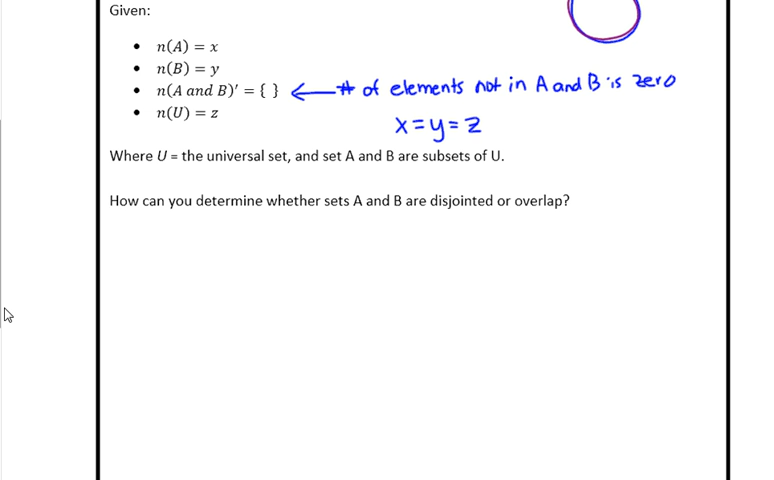 Given:
• n(A) = x
• n(B) = y
• n(A and B)′ = { } ← # of elements not in A and B is zero
• n(U) = z
x = y = z
Where U = the universal set, and set A and B are subsets of U.
How can you determine whether sets A and B are disjointed or overlap?